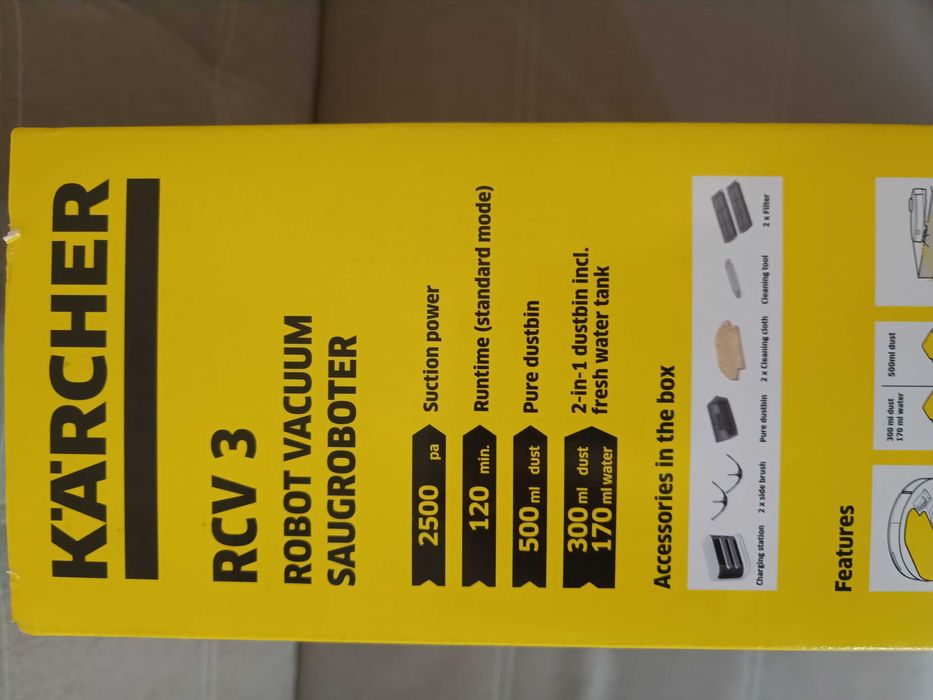 KÄRCHER
RCV 3
ROBOT VACUUM
SAUGROBOTER
2500 pa Suction power
120 min. Runtime (standard mode)
500 ml dust Pure dustbin
300 ml dust 2-in-1 dustbin incl.
170 ml water fresh water tank
Accessories in the box
Charging station 2 x side brush Pure dustbin 2 x Cleaning cloth Cleaning tool 2 x Filter
Features
300 ml dust 500ml dust
170 ml water